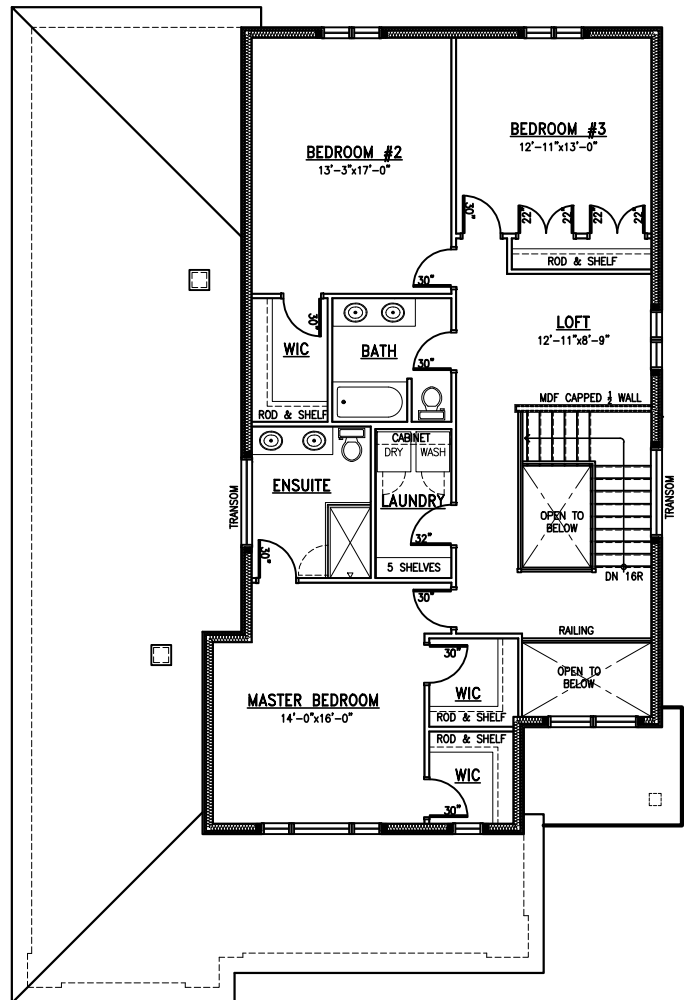 BEDROOM #2
13'-3"x17'-0"
BEDROOM #3
12'-11"x13'-0"
30"
22"
22"
22"
22"
ROD & SHELF
30"
30"
WIC
ROD & SHELF
BATH
30"
LOFT
12'-11"x8'-9"
MDF CAPPED ½ WALL
TRANSOM
ENSUITE
30"
CABINET
DRY
WASH
LAUNDRY
32"
5 SHELVES
OPEN TO
BELOW
TRANSOM
DN 16R
30"
RAILING
OPEN TO
BELOW
MASTER BEDROOM
14'-0"x16'-0"
30"
WIC
ROD & SHELF
ROD & SHELF
WIC
30"